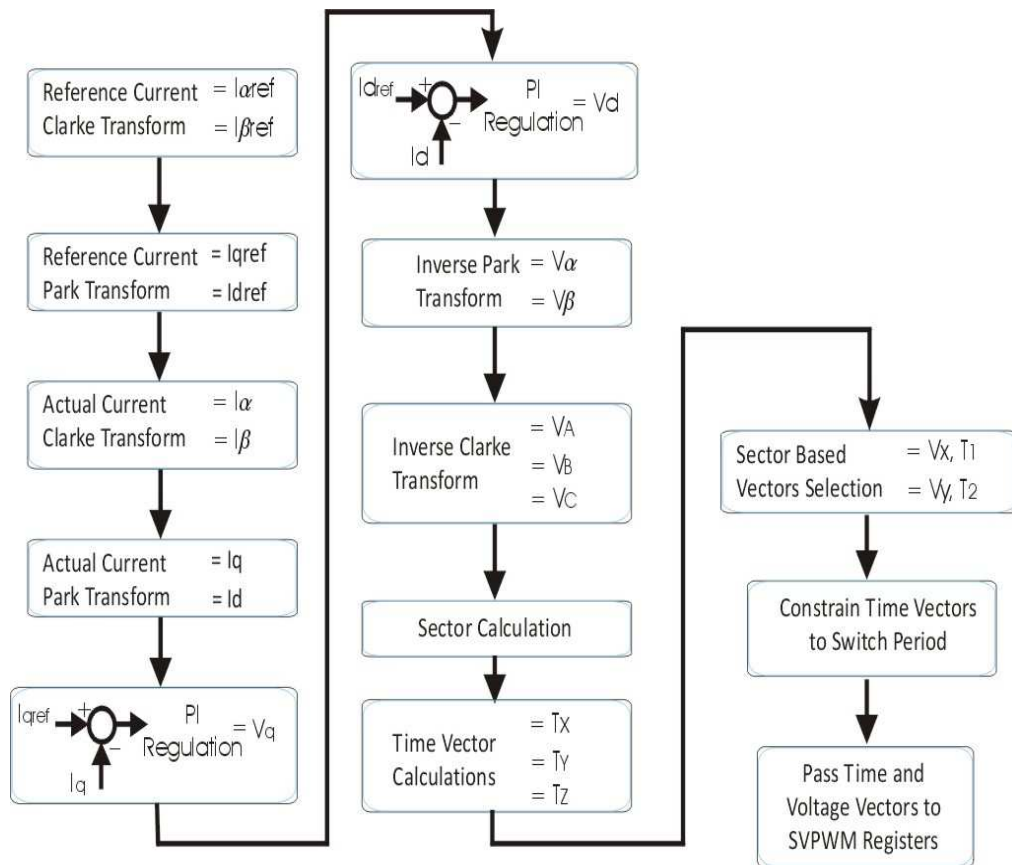 Reference Current = Iαref
Clarke Transform = Iβref
Reference Current = Iqref
Park Transform = Idref
Actual Current = Iα
Clarke Transform = Iβ
Actual Current = Iq
Park Transform = Id
Iqref + PI
Regulation = Vq
−
Iq
Idref + PI
Regulation = Vd
−
Id
Inverse Park = Vα
Transform = Vβ
= VA
Inverse Clarke
Transform = VB
= VC
Sector Calculation
= TX
Time Vector
Calculations = TY
= TZ
Sector Based = Vx, T1
Vectors Selection = Vy, T2
Constrain Time Vectors
to Switch Period
Pass Time and
Voltage Vectors to
SVPWM Registers